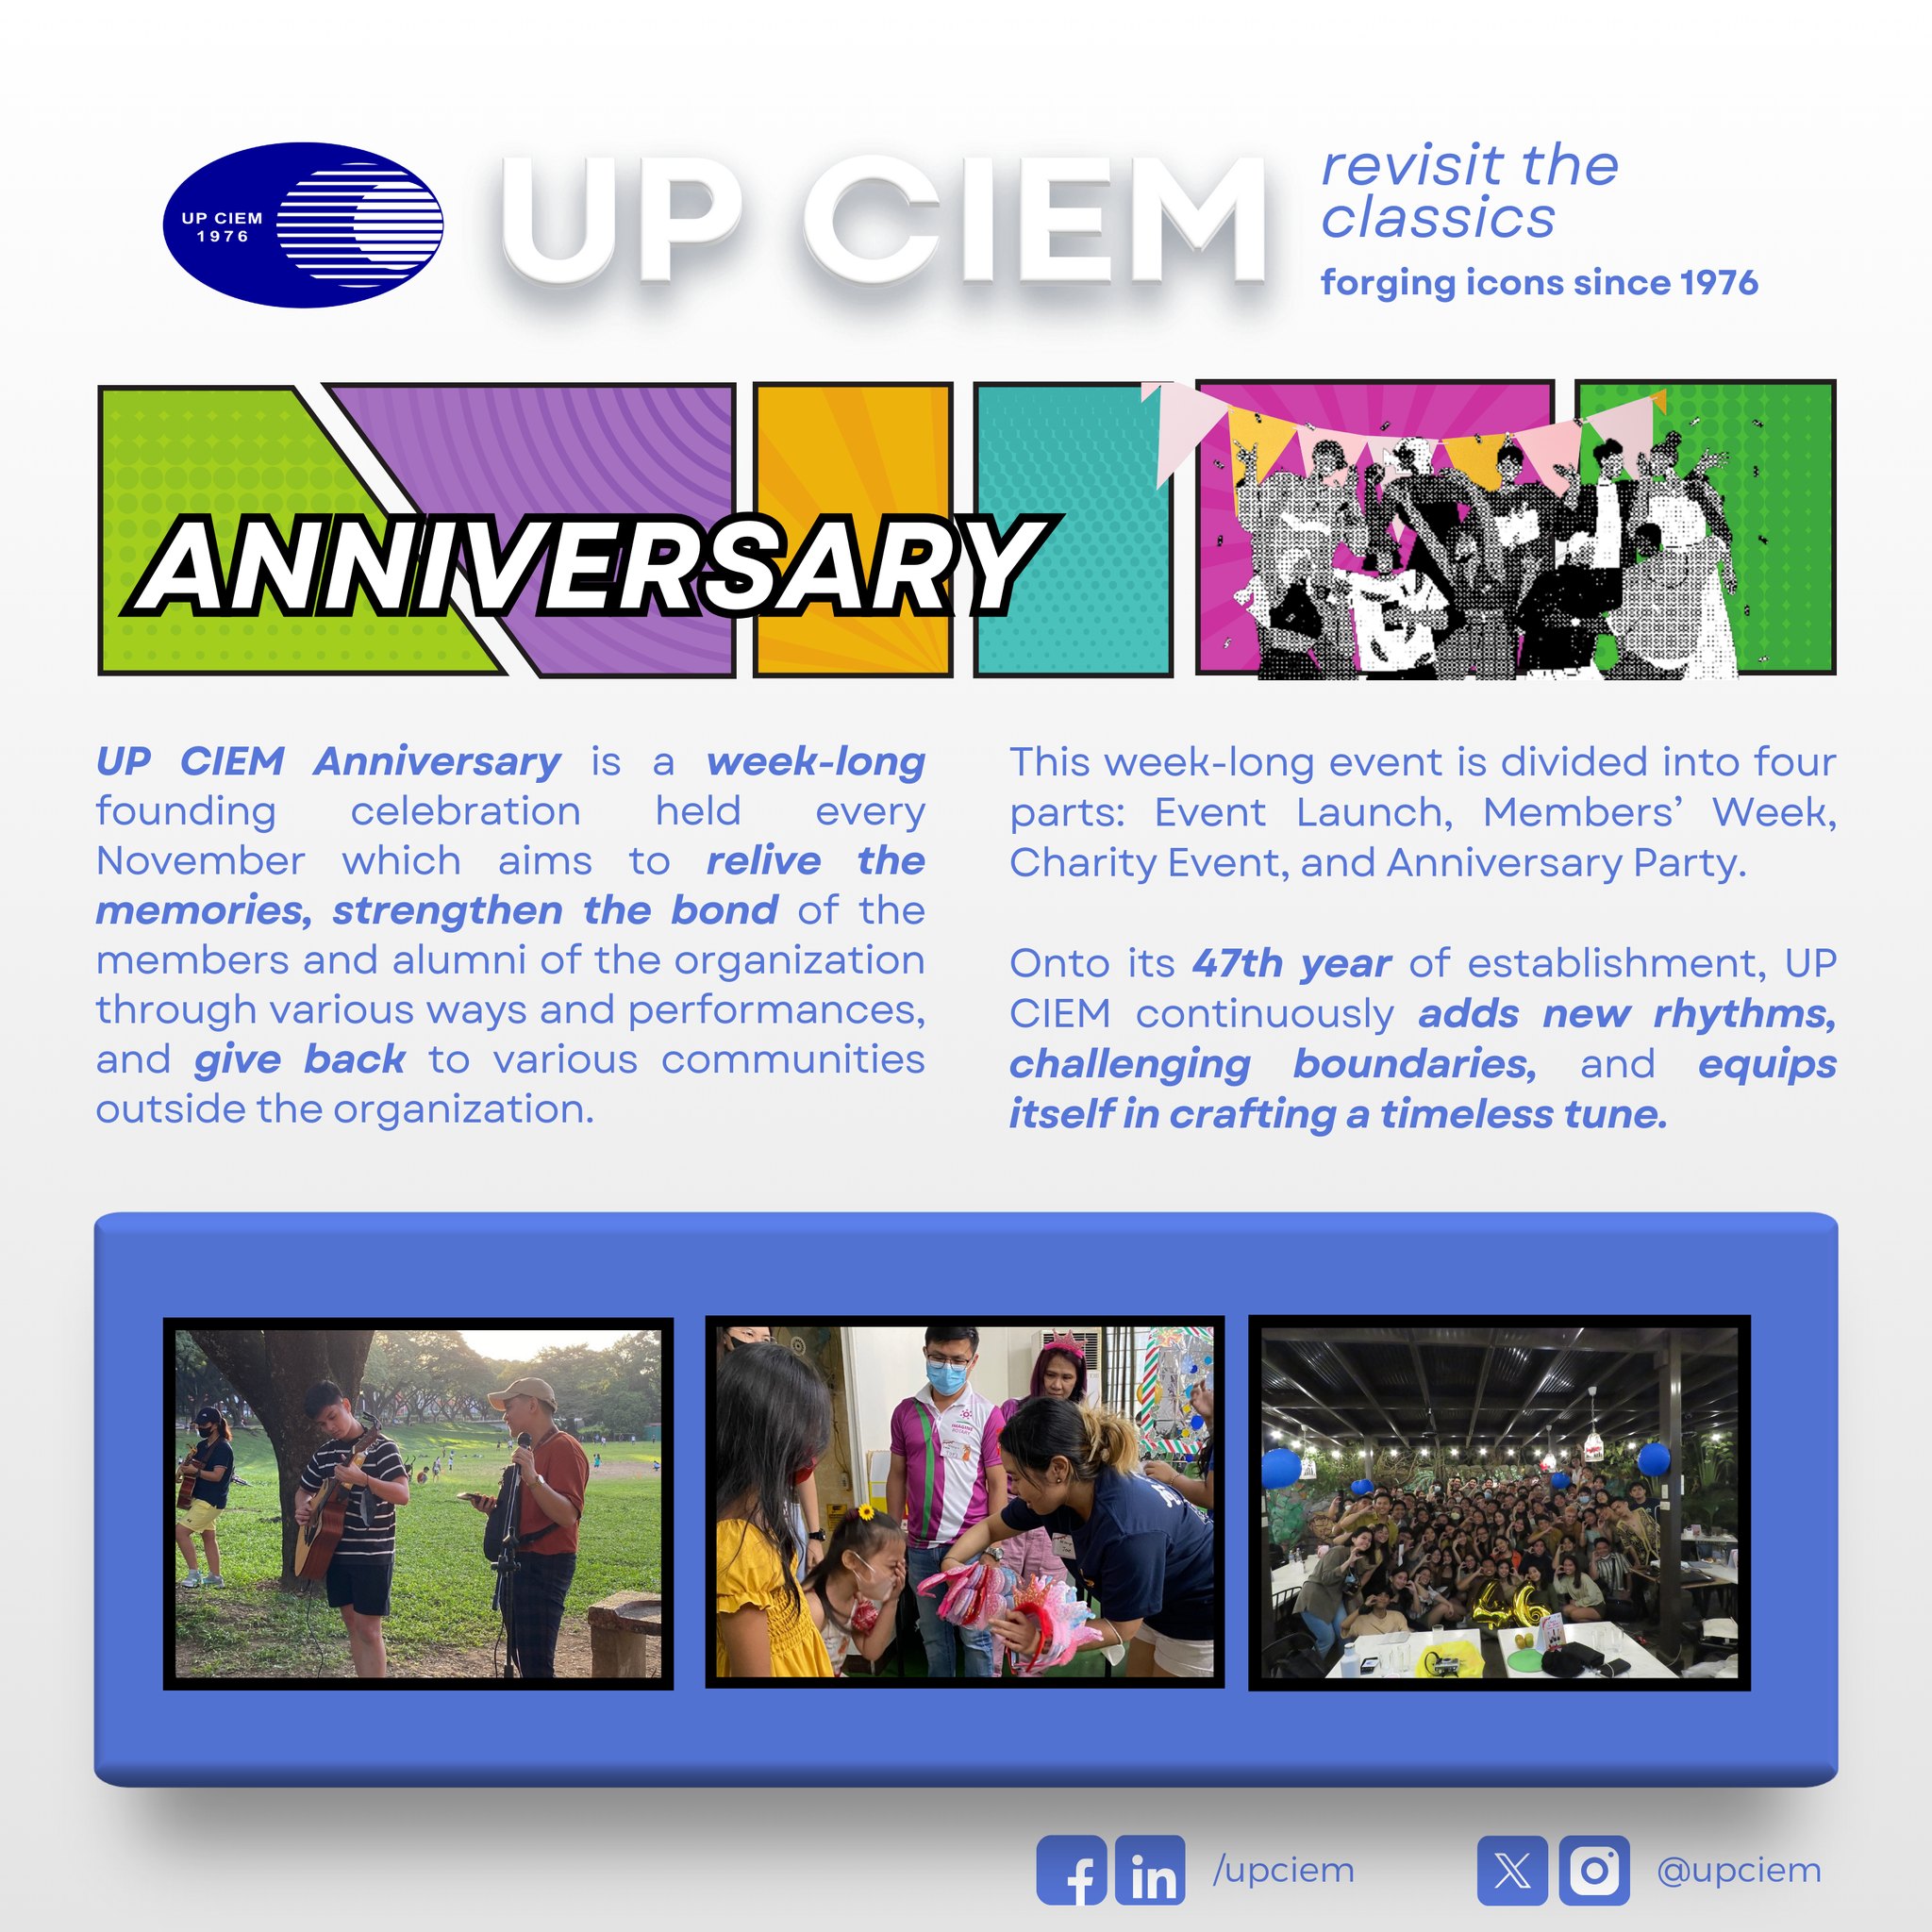 UP CIEM
1976
UP CIEM
revisit the
classics
forging icons since 1976
ANNIVERSARY
UP CIEM Anniversary is a week-long
founding celebration held every
November which aims to relive the
memories, strengthen the bond of the
members and alumni of the organization
through various ways and performances,
and give back to various communities
outside the organization.
This week-long event is divided into four
parts: Event Launch, Members’ Week,
Charity Event, and Anniversary Party.
Onto its 47th year of establishment, UP
CIEM continuously adds new rhythms,
challenging boundaries, and equips
itself in crafting a timeless tune.
46
/upciem
@upciem